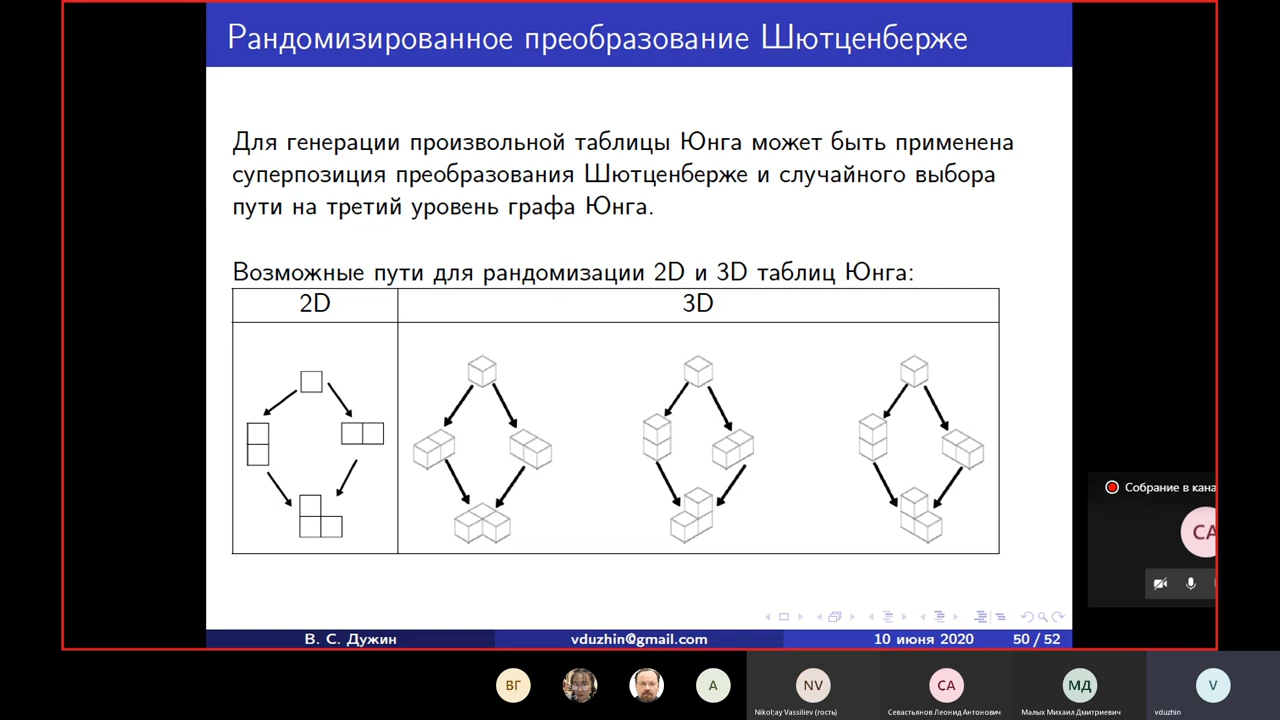 Рандомизированное преобразование Шютценберже
Для генерации произвольной таблицы Юнга может быть применена
суперпозиция преобразования Шютценберже и случайного выбора
пути на третий уровень графа Юнга.
Возможные пути для рандомизации 2D и 3D таблиц Юнга:
2D
3D
Собрание в кана
СА
В. С. Дужин
vduzhin@gmail.com
10 июня 2020
50 / 52
ВГ
А
NV
СА
МД
V
Nikol;ay Vassiliev (гость)
Севастьянов Леонид Антонович
Малых Михаил Дмитриевич
vduzhin